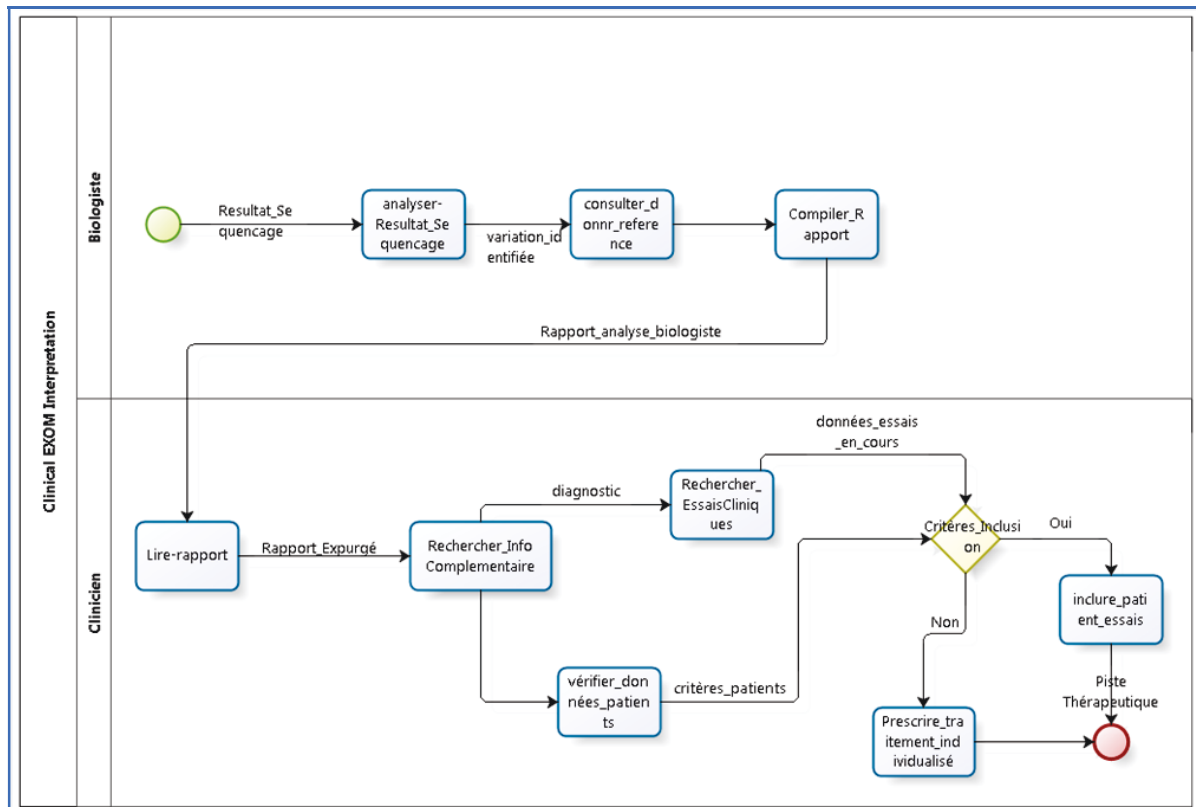 Clinical EXOM Interpretation
Biologiste
Resultat_Se
quencage
analyser-
Resultat_Se
quencage
variation_id
entifiée
consulter_d
onnr_refere
nce
Compiler_R
apport
Rapport_analyse_biologiste
Clinicien
Lire-rapport
Rapport_Expurgé
Rechercher_Info
Complementaire
diagnostic
Rechercher_
EssaisCliniq
ues
données_essais
_en_cours
vérifier_don
nées_patien
ts
critères_patients
Critères_Inclusi
on
Oui
Non
inclure_pati
ent_essais
Prescrire_tra
itement_ind
ividualisé
Piste
Thérapeutique